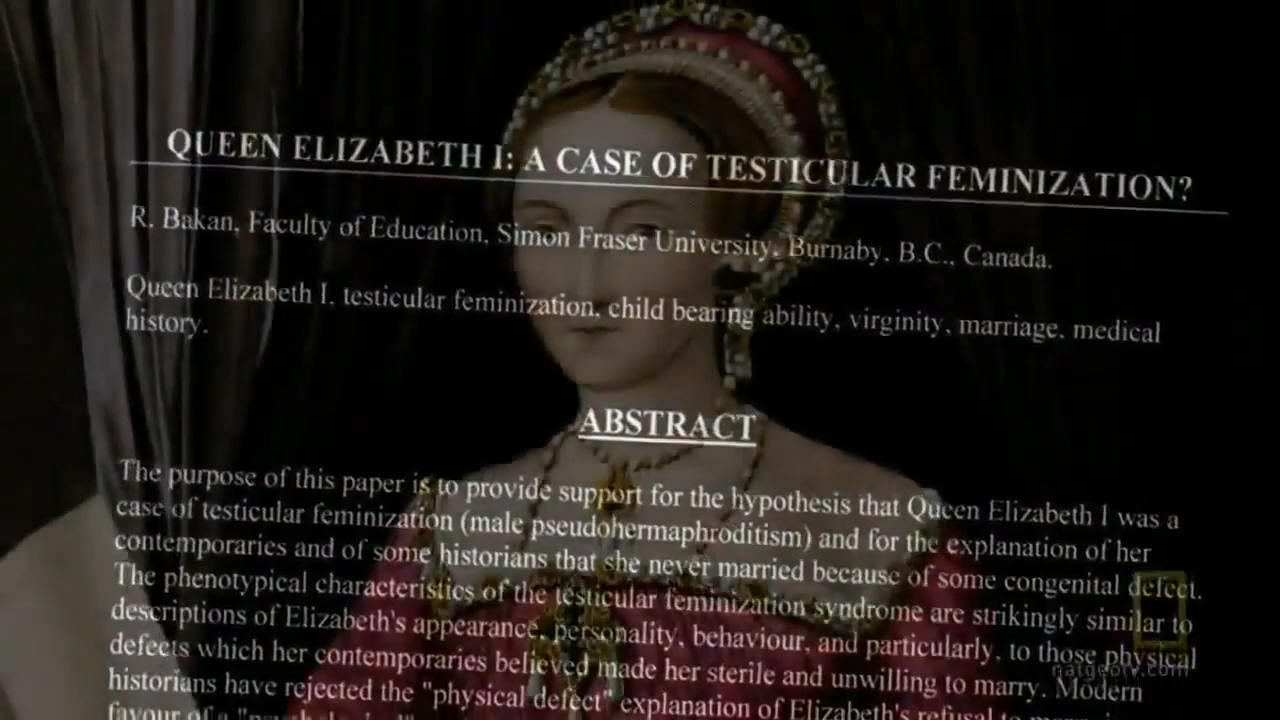 QUEEN ELIZABETH I: A CASE OF TESTICULAR FEMINIZATION?
R. Bakan, Faculty of Education, Simon Fraser University, Burnaby, B.C., Canada.
Queen Elizabeth I, testicular feminization, child bearing ability, virginity, marriage, medical
history.
ABSTRACT
The purpose of this paper is to provide support for the hypothesis that Queen Elizabeth I was a
case of testicular feminization (male pseudohermaphroditism) and for the explanation of her
contemporaries and of some historians that she never married because of some congenital defect.
The phenotypical characteristics of the testicular feminization syndrome are strikingly similar to
descriptions of Elizabeth's appearance, personality, behaviour, and particularly, to those physical
defects which her contemporaries believed made her sterile and unwilling to marry. Modern
natgeotv.com
historians have rejected the "physical defect" explanation of Elizabeth's refusal to
favour of a